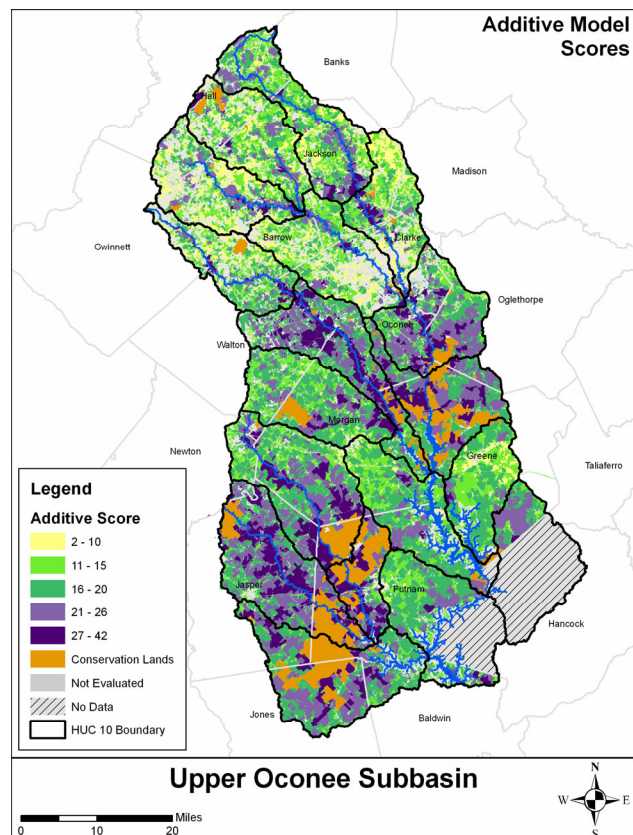 Additive Model
Scores
Banks
Hall
Jackson
Madison
Gwinnett
Barrow
Clarke
Oglethorpe
Oconee
Walton
Morgan
Newton
Greene
Taliaferro
Jasper
Putnam
Hancock
Jones
Baldwin
Legend
Additive Score
2 - 10
11 - 15
16 - 20
21 - 26
27 - 42
Conservation Lands
Not Evaluated
No Data
HUC 10 Boundary
Upper Oconee Subbasin
Miles
0 5 10 20
N
W E
S